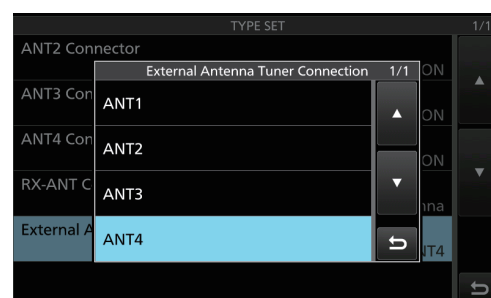 TYPE SET 1/1
ANT2 Connector
ON
External Antenna Tuner Connection 1/1
ANT3 Con
ON
ANT1
ANT4 Con
ON
ANT2
RX-ANT C
nna
ANT3
External A
NT4
ANT4